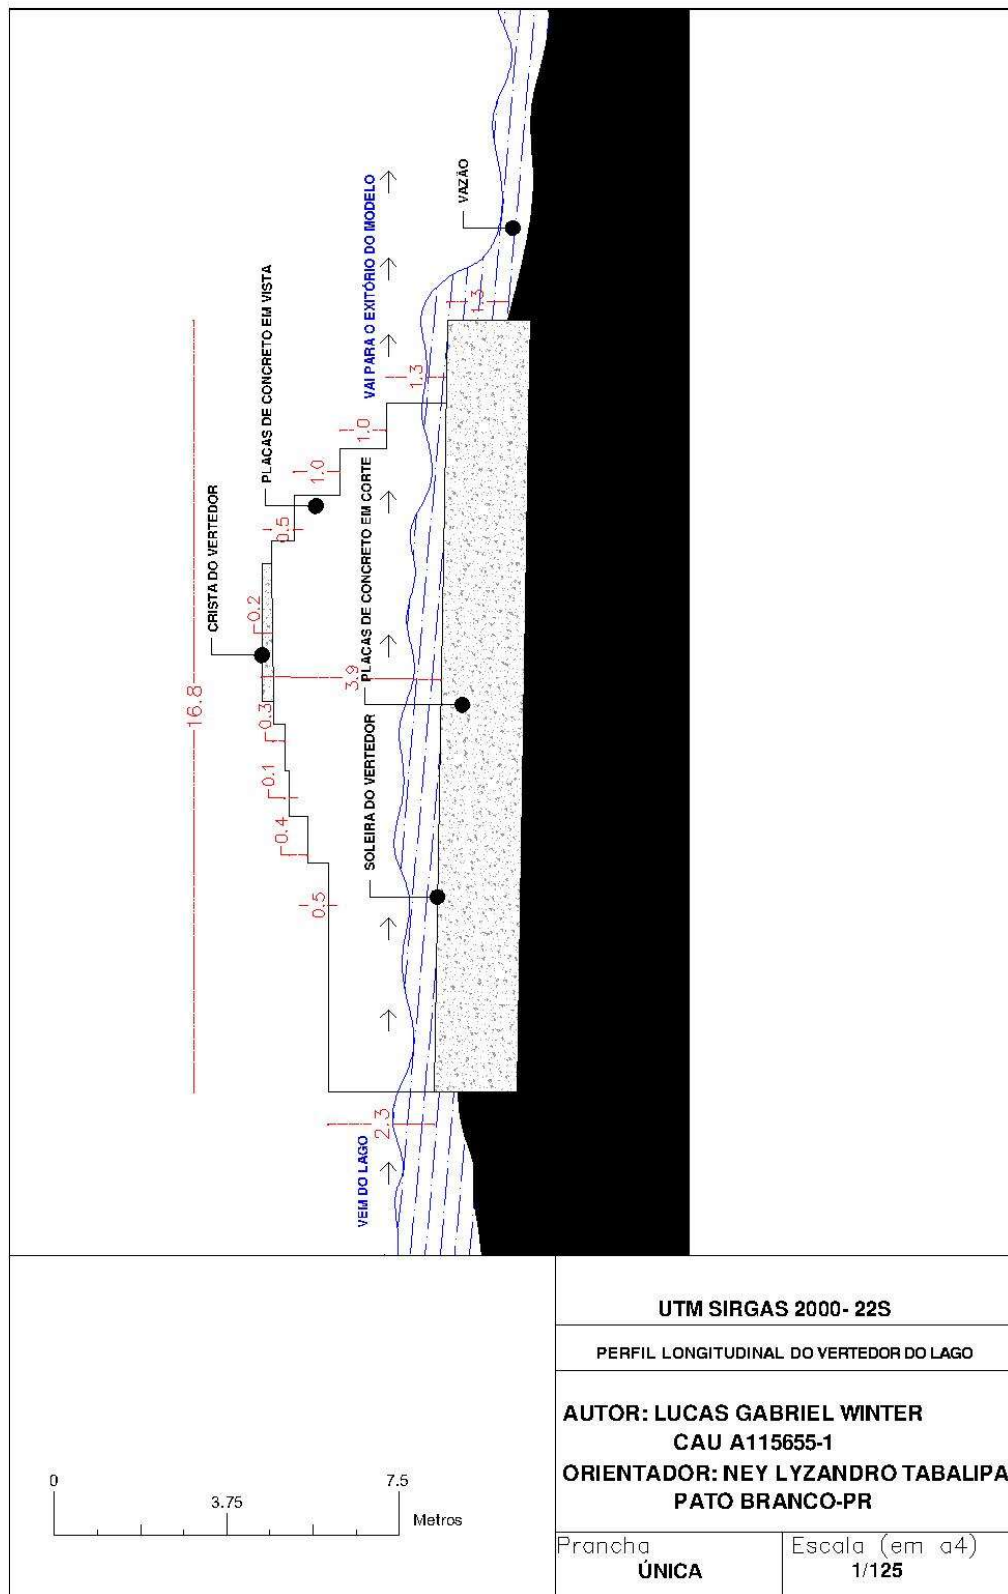 VAZÃO
VAI PARA O EXITÓRIO DO MODELO
PLACAS DE CONCRETO EM VISTA
1.3
1.3
1.0
1.0
0.5
CRISTA DO VERTEDOR
PLACAS DE CONCRETO EM CORTE
0.2
16.8
3.9
0.3
SOLEIRA DO VERTEDOR
0.1
0.4
0.5
2.3
VEM DO LAGO
UTM SIRGAS 2000- 22S
PERFIL LONGITUDINAL DO VERTEDOR DO LAGO
AUTOR: LUCAS GABRIEL WINTER
CAU A115655-1
ORIENTADOR: NEY LYZANDRO TABALIPA
PATO BRANCO-PR
0
3.75
7.5
Metros
Prancha
ÚNICA
Escala (em a4)
1/125